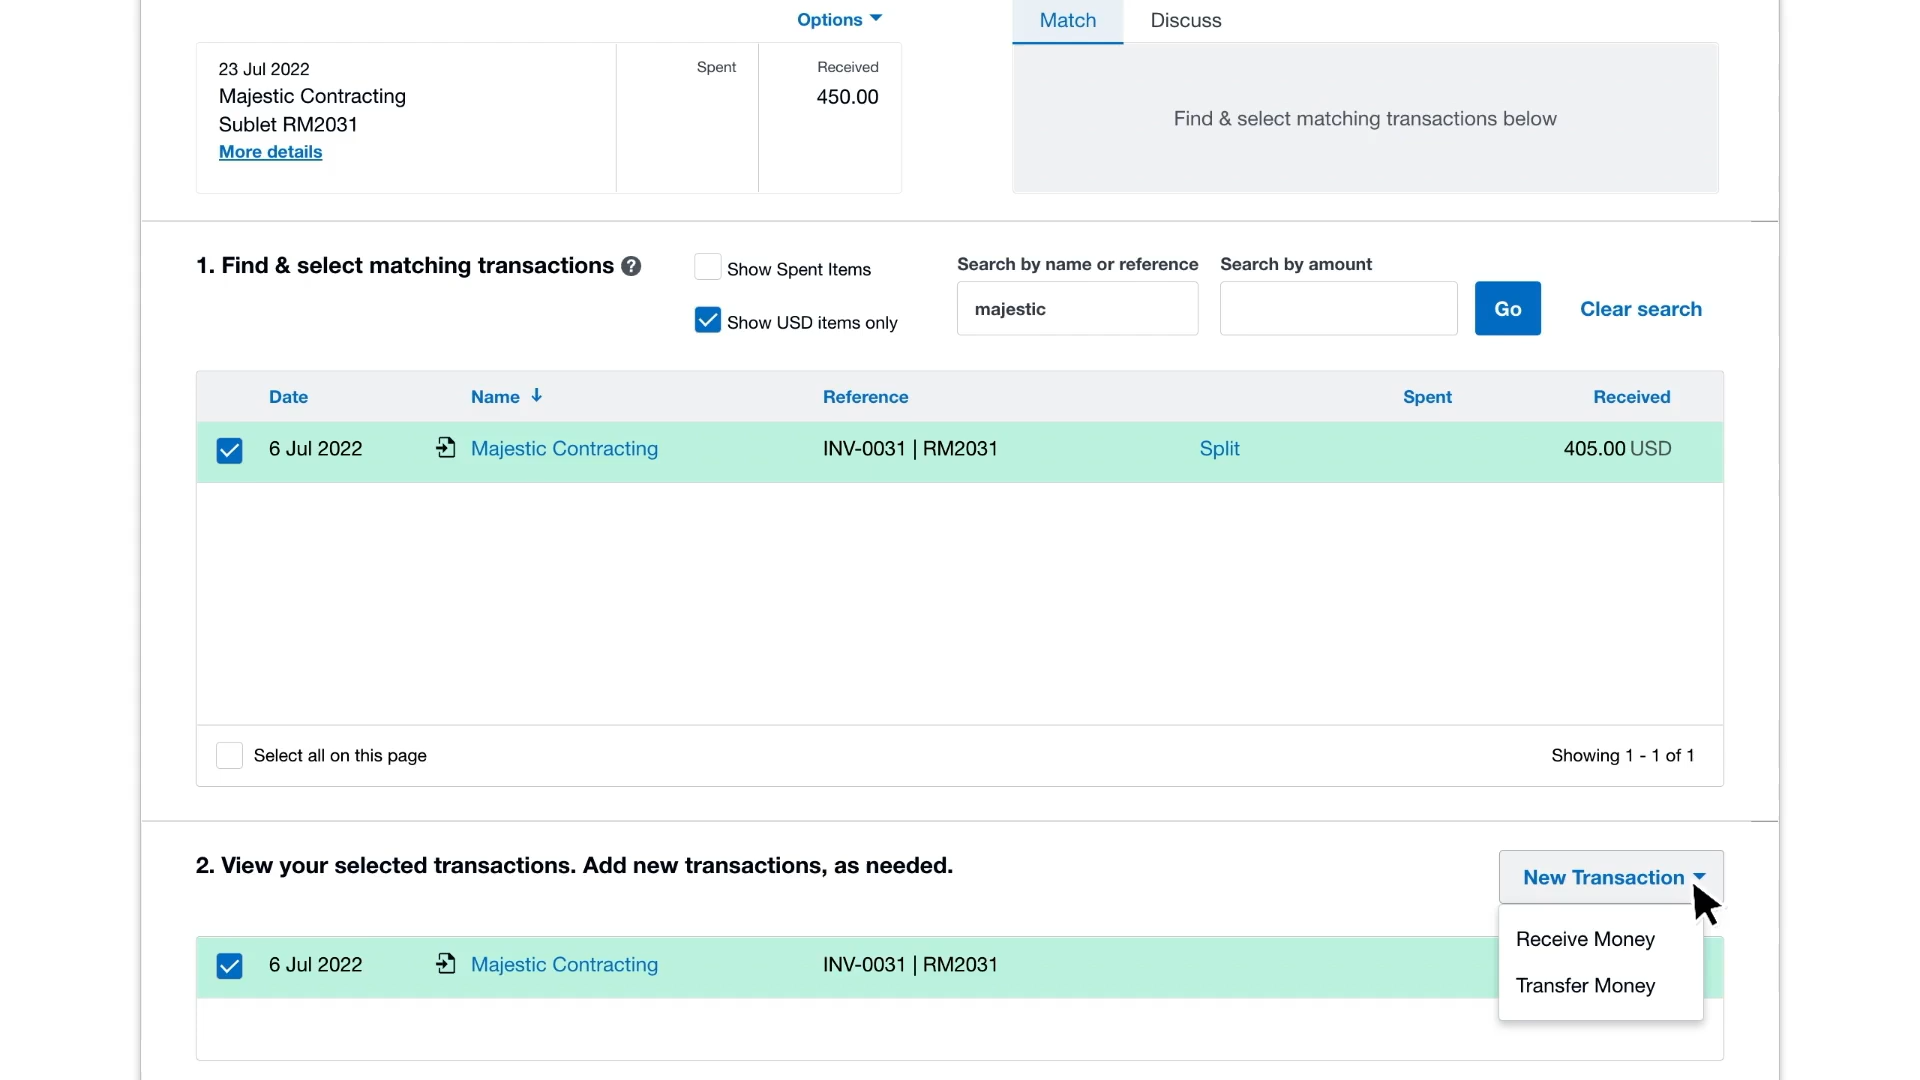 Options
Match
Discuss
23 Jul 2022
Majestic Contracting
Sublet RM2031
More details
Spent
Received
450.00
Find & select matching transactions below
1. Find & select matching transactions ?
Show Spent Items
Show USD items only
Search by name or reference
majestic
Search by amount
Go
Clear search
Date Name Reference Spent Received
6 Jul 2022 Majestic Contracting INV-0031 | RM2031 Split 405.00 USD
Select all on this page
Showing 1 - 1 of 1
2. View your selected transactions. Add new transactions, as needed.
New Transaction
Receive Money
Transfer Money
6 Jul 2022 Majestic Contracting INV-0031 | RM2031